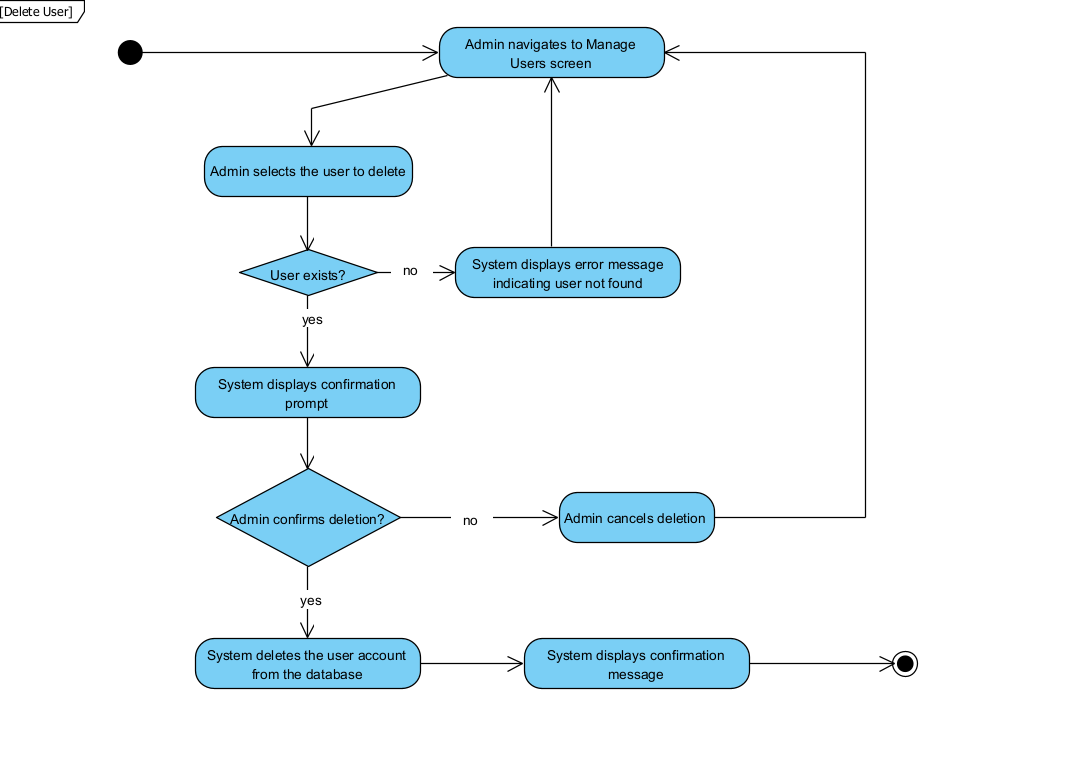 [Delete User]
Admin navigates to Manage
Users screen
Admin selects the user to delete
User exists?
no
System displays error message
indicating user not found
yes
System displays confirmation
prompt
Admin confirms deletion?
no
Admin cancels deletion
yes
System deletes the user account
from the database
System displays confirmation
message